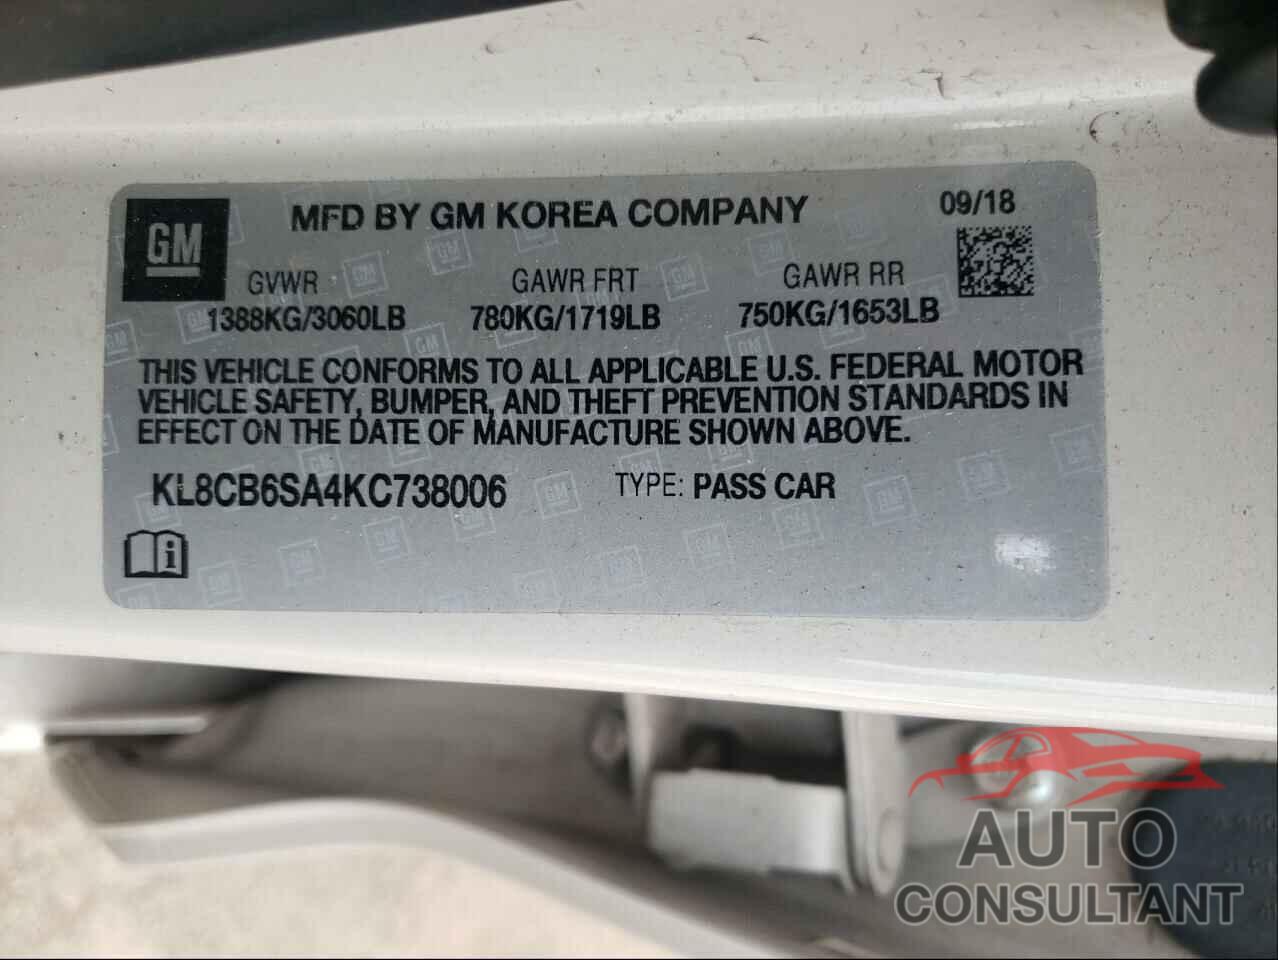 GM
MFD BY GM KOREA COMPANY
09/18
GVWR GAWR FRT GAWR RR
1388KG/3060LB 780KG/1719LB 750KG/1653LB
THIS VEHICLE CONFORMS TO ALL APPLICABLE U.S. FEDERAL MOTOR
VEHICLE SAFETY, BUMPER, AND THEFT PREVENTION STANDARDS IN
EFFECT ON THE DATE OF MANUFACTURE SHOWN ABOVE.
KL8CB6SA4KC738006 TYPE: PASS CAR
AUTO
CONSULTANT